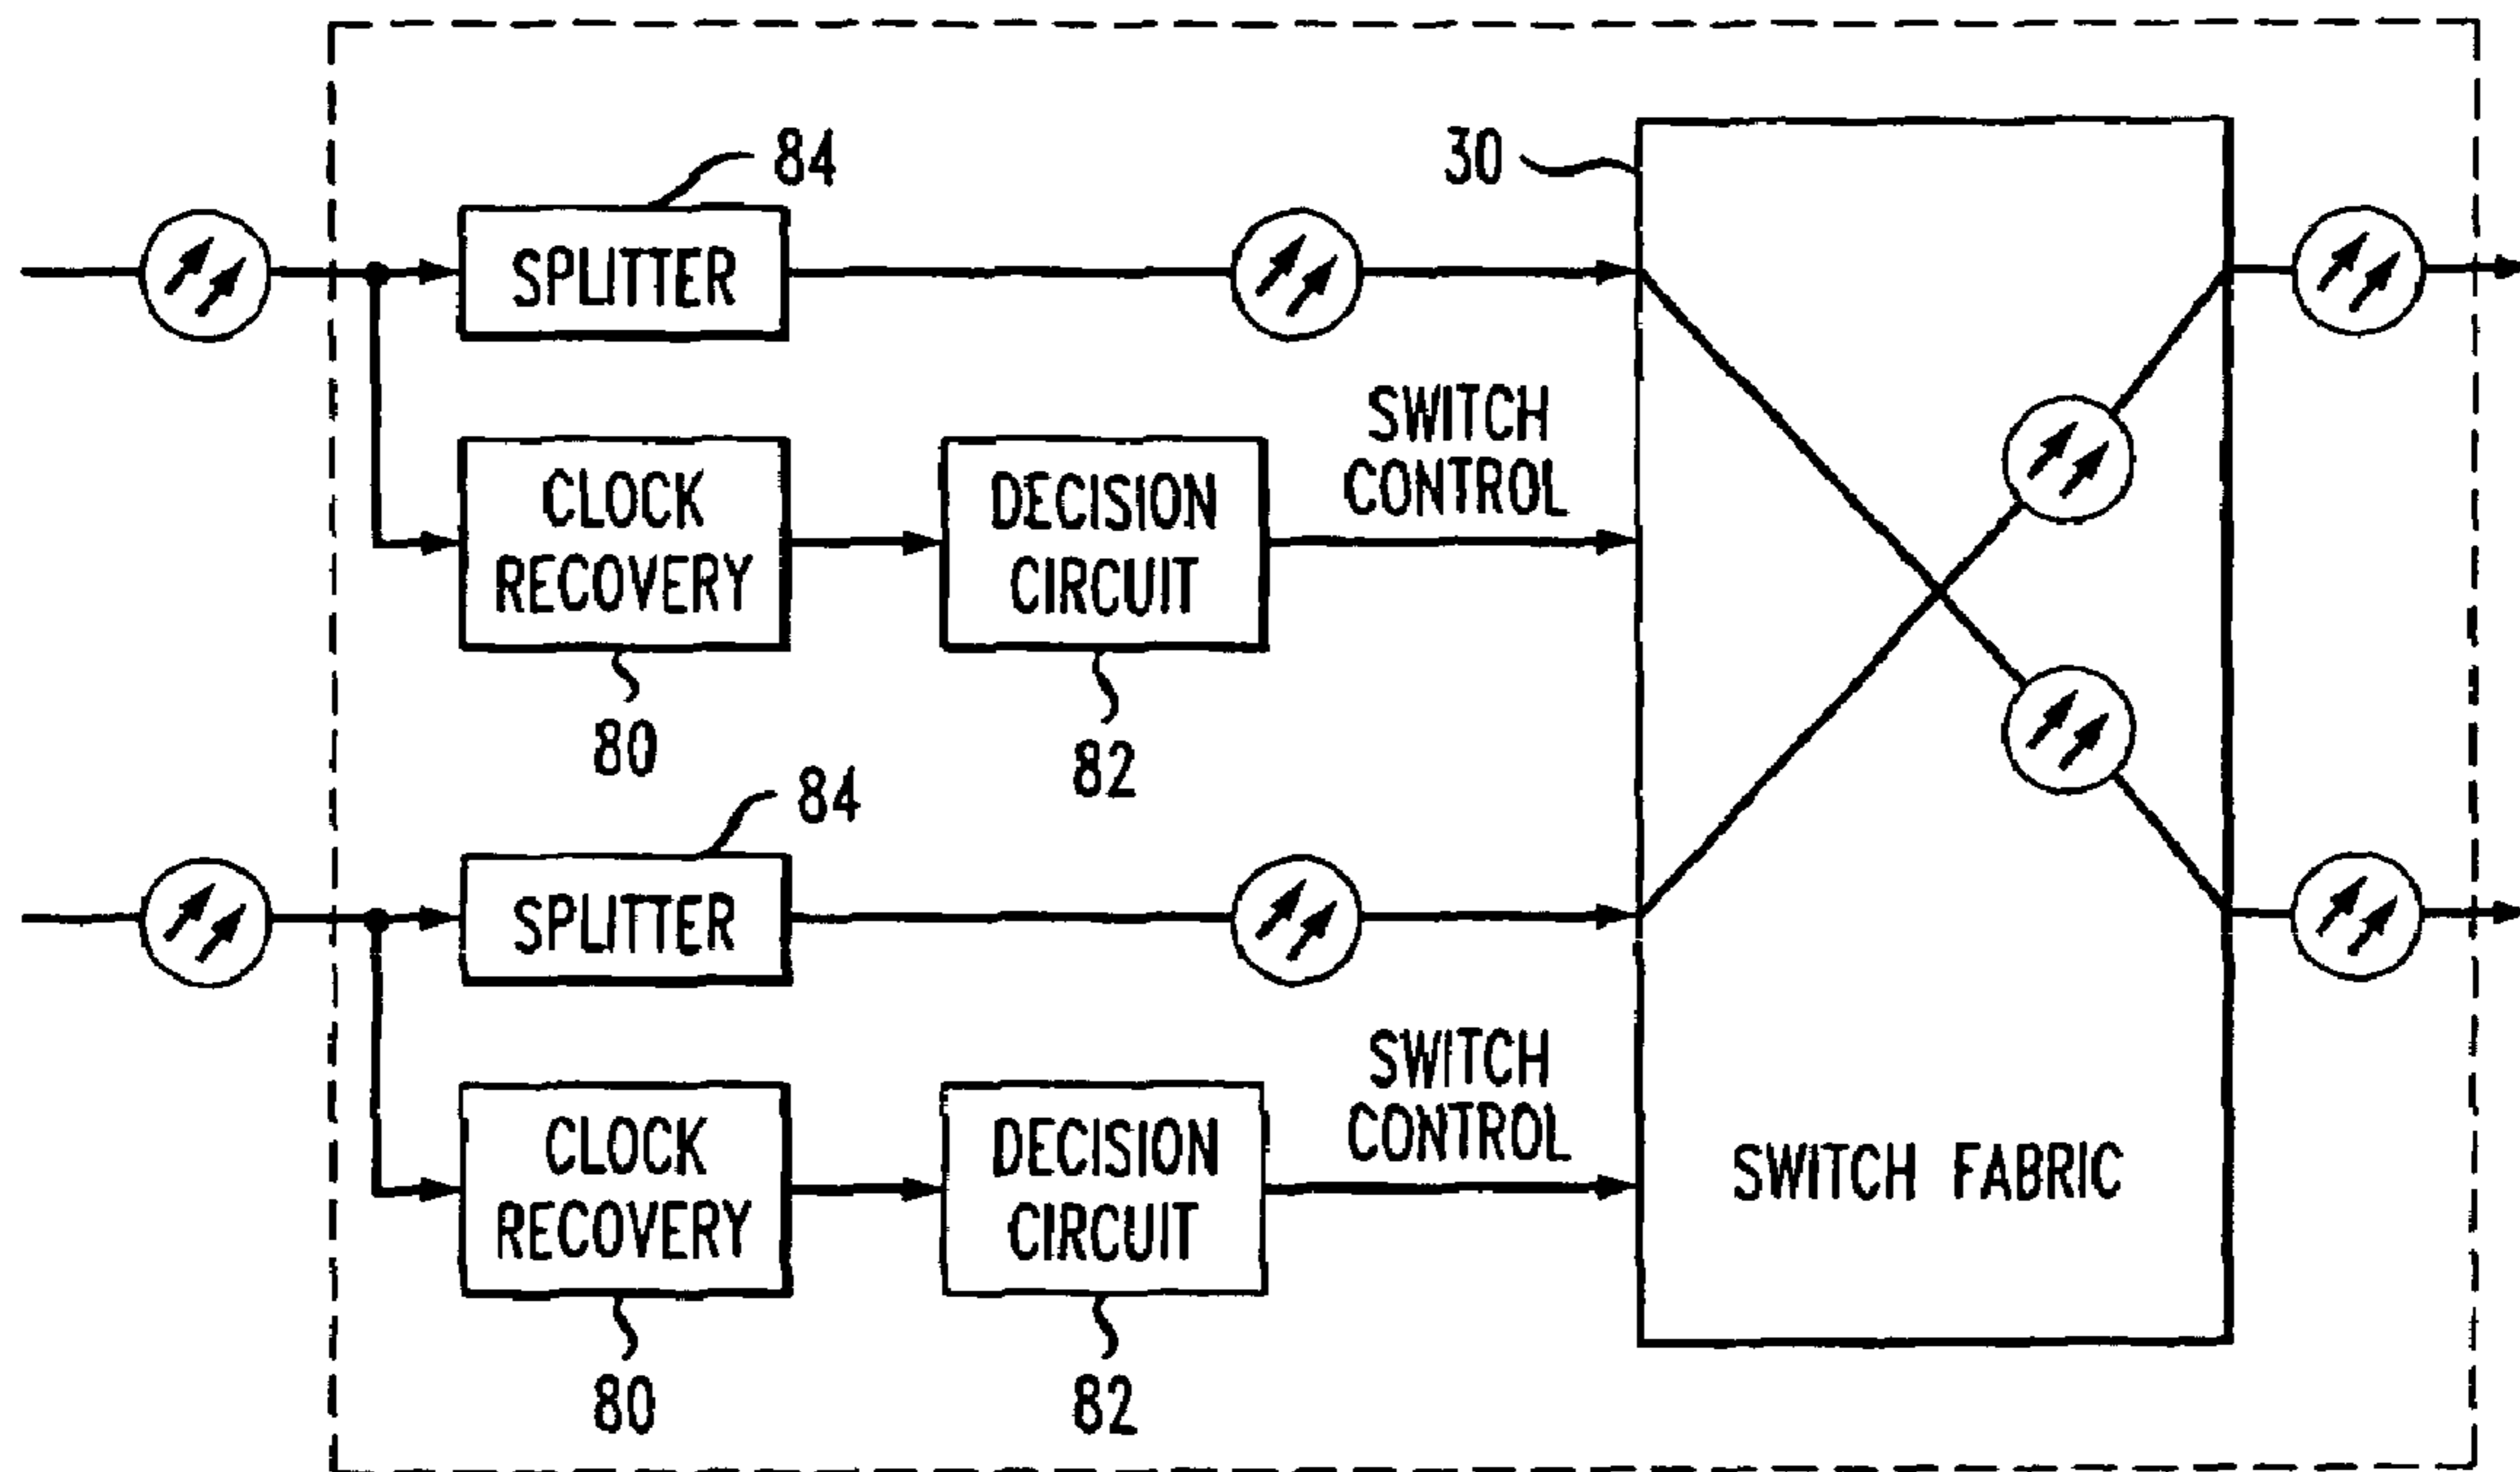 84
30
SPLITTER
SWITCH
CONTROL
CLOCK
RECOVERY
DECISION
CIRCUIT
80
82
84
SPLITTER
SWITCH
CONTROL
CLOCK
RECOVERY
DECISION
CIRCUIT
SWITCH FABRIC
80
82